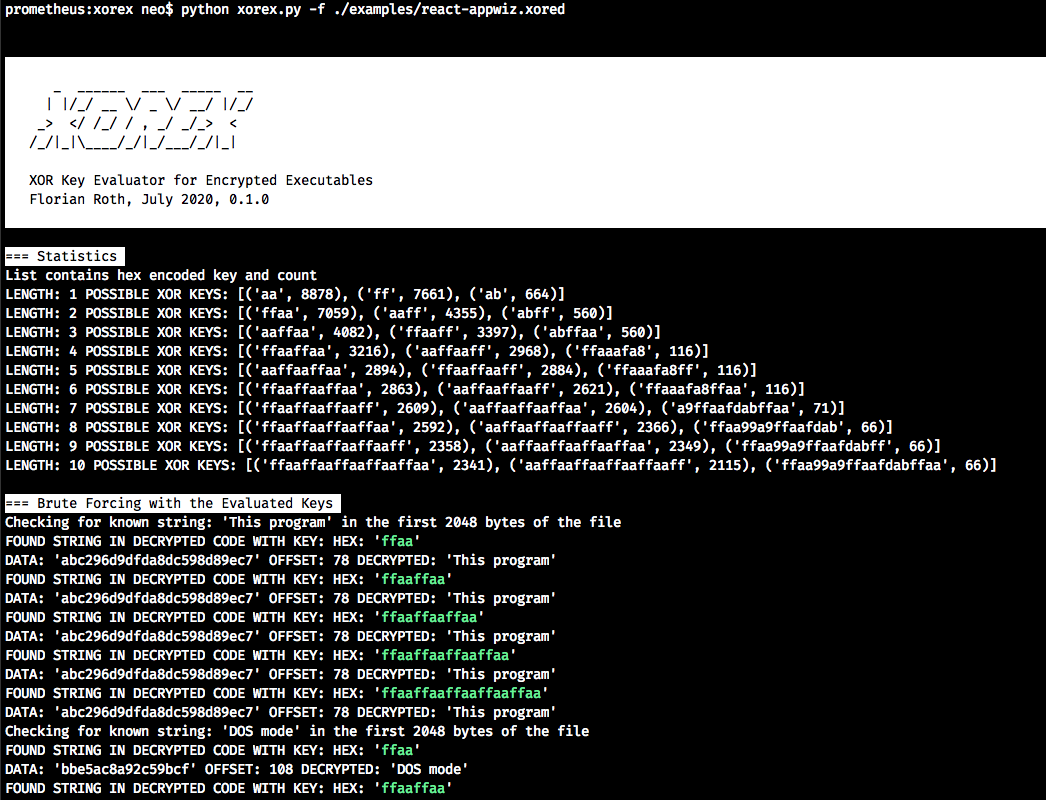 prometheus:xorex neo$ python xorex.py -f ./examples/react-appwiz.xored
   _  ______  ___  _____  __
  | |/_/ __ \/ _ \/ __/ |/_/
 _>  </ /_/ / , _/ _/_>  <
/_/|_|\____/_/|_/___/_/|_|
XOR Key Evaluator for Encrypted Executables
Florian Roth, July 2020, 0.1.0
=== Statistics
List contains hex encoded key and count
LENGTH: 1 POSSIBLE XOR KEYS: [('aa', 8878), ('ff', 7661), ('ab', 664)]
LENGTH: 2 POSSIBLE XOR KEYS: [('ffaa', 7059), ('aaff', 4355), ('abff', 560)]
LENGTH: 3 POSSIBLE XOR KEYS: [('aaffaa', 4082), ('ffaaff', 3397), ('abffaa', 560)]
LENGTH: 4 POSSIBLE XOR KEYS: [('ffaaffaa', 3216), ('aaffaaff', 2968), ('ffaaafa8', 116)]
LENGTH: 5 POSSIBLE XOR KEYS: [('aaffaaffaa', 2894), ('ffaaffaaff', 2884), ('ffaaafa8ff', 116)]
LENGTH: 6 POSSIBLE XOR KEYS: [('ffaaffaaffaa', 2863), ('aaffaaffaaff', 2621), ('ffaaafa8ffaa', 116)]
LENGTH: 7 POSSIBLE XOR KEYS: [('ffaaffaaffaaff', 2609), ('aaffaaffaaffaa', 2604), ('a9ffaafdabffaa', 71)]
LENGTH: 8 POSSIBLE XOR KEYS: [('ffaaffaaffaaffaa', 2592), ('aaffaaffaaffaaff', 2366), ('ffaa99a9ffaafdab', 66)]
LENGTH: 9 POSSIBLE XOR KEYS: [('ffaaffaaffaaffaaff', 2358), ('aaffaaffaaffaaffaa', 2349), ('ffaa99a9ffaafdabff', 66)]
LENGTH: 10 POSSIBLE XOR KEYS: [('ffaaffaaffaaffaaffaa', 2341), ('aaffaaffaaffaaffaaff', 2115), ('ffaa99a9ffaafdabffaa', 66)]
=== Brute Forcing with the Evaluated Keys
Checking for known string: 'This program' in the first 2048 bytes of the file
FOUND STRING IN DECRYPTED CODE WITH KEY: HEX: 'ffaa'
DATA: 'abc296d9dfda8dc598d89ec7' OFFSET: 78 DECRYPTED: 'This program'
FOUND STRING IN DECRYPTED CODE WITH KEY: HEX: 'ffaaffaa'
DATA: 'abc296d9dfda8dc598d89ec7' OFFSET: 78 DECRYPTED: 'This program'
FOUND STRING IN DECRYPTED CODE WITH KEY: HEX: 'ffaaffaaffaa'
DATA: 'abc296d9dfda8dc598d89ec7' OFFSET: 78 DECRYPTED: 'This program'
FOUND STRING IN DECRYPTED CODE WITH KEY: HEX: 'ffaaffaaffaaffaa'
DATA: 'abc296d9dfda8dc598d89ec7' OFFSET: 78 DECRYPTED: 'This program'
FOUND STRING IN DECRYPTED CODE WITH KEY: HEX: 'ffaaffaaffaaffaaffaa'
DATA: 'abc296d9dfda8dc598d89ec7' OFFSET: 78 DECRYPTED: 'This program'
Checking for known string: 'DOS mode' in the first 2048 bytes of the file
FOUND STRING IN DECRYPTED CODE WITH KEY: HEX: 'ffaa'
DATA: 'bbe5ac8a92c59bcf' OFFSET: 108 DECRYPTED: 'DOS mode'
FOUND STRING IN DECRYPTED CODE WITH KEY: HEX: 'ffaaffaa'